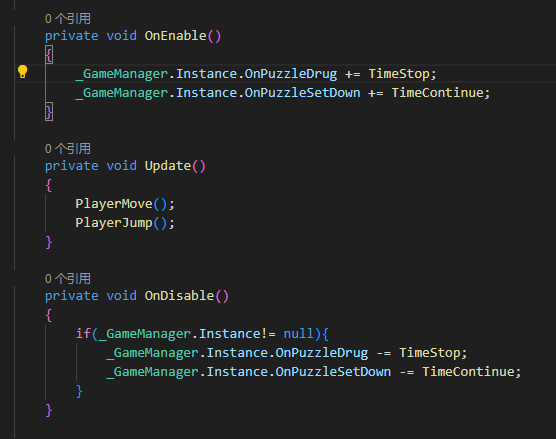 0 个引用
private void OnEnable()
{
_GameManager.Instance.OnPuzzleDrug += TimeStop;
_GameManager.Instance.OnPuzzleSetDown += TimeContinue;
}
0 个引用
private void Update()
{
PlayerMove();
PlayerJump();
}
0 个引用
private void OnDisable()
{
if(_GameManager.Instance!= null){
_GameManager.Instance.OnPuzzleDrug -= TimeStop;
_GameManager.Instance.OnPuzzleSetDown -= TimeContinue;
}
}